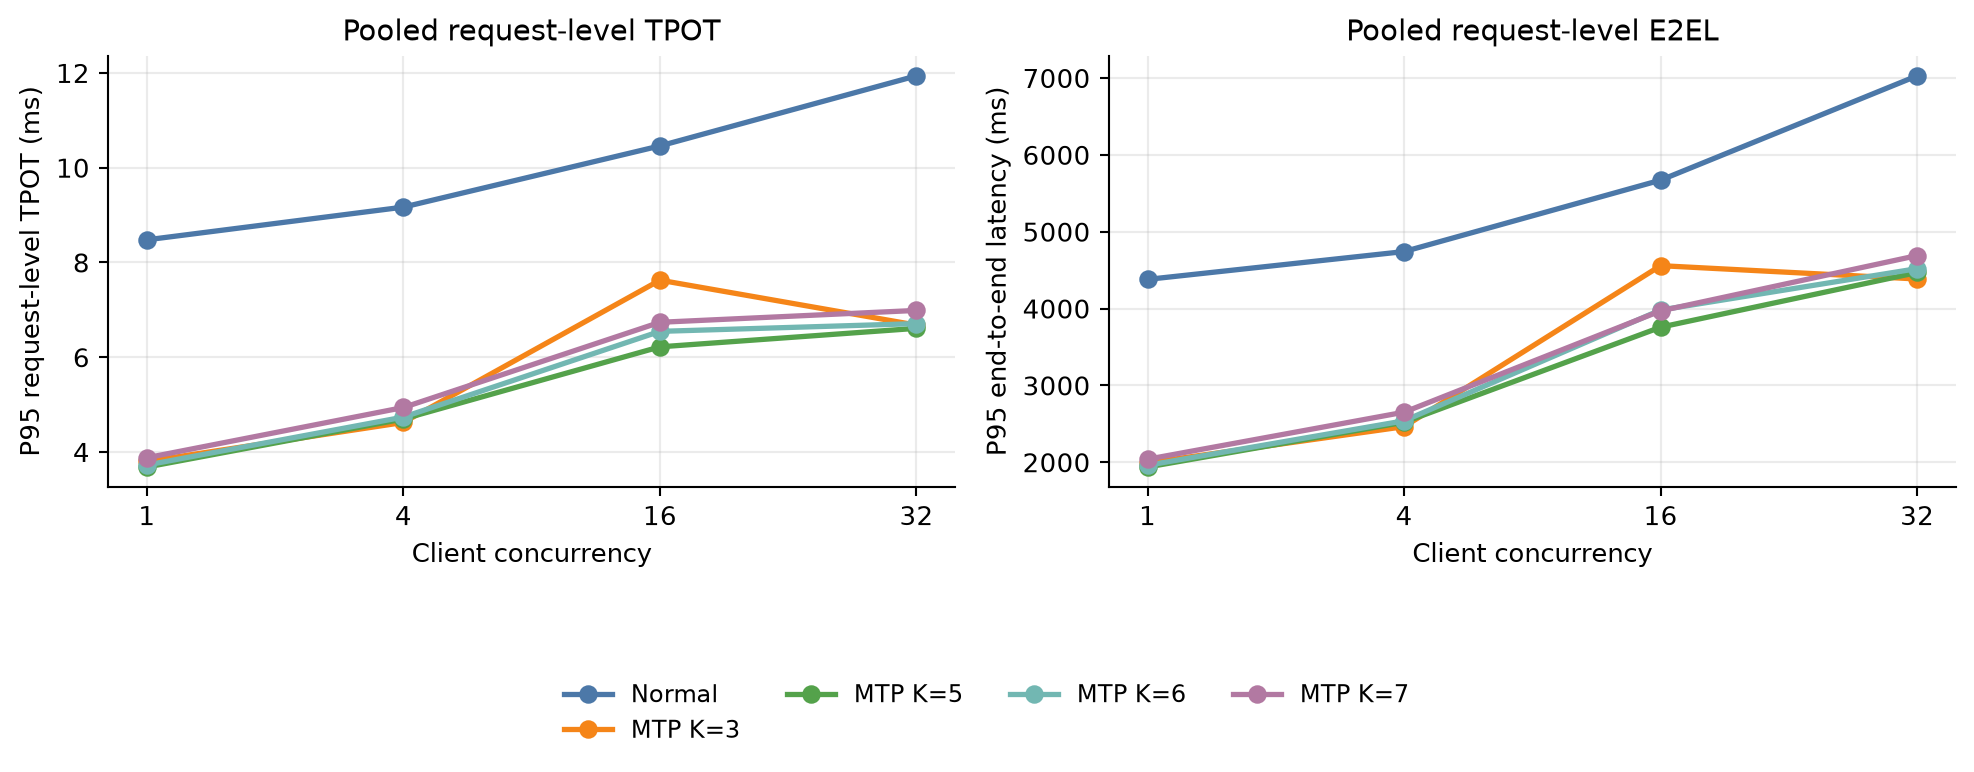 Pooled request-level TPOT
P95 request-level TPOT (ms)
12
10
8
6
4
1
4
16
32
Client concurrency
Pooled request-level E2EL
P95 end-to-end latency (ms)
7000
6000
5000
4000
3000
2000
1
4
16
32
Client concurrency
Normal
MTP K=3
MTP K=5
MTP K=6
MTP K=7